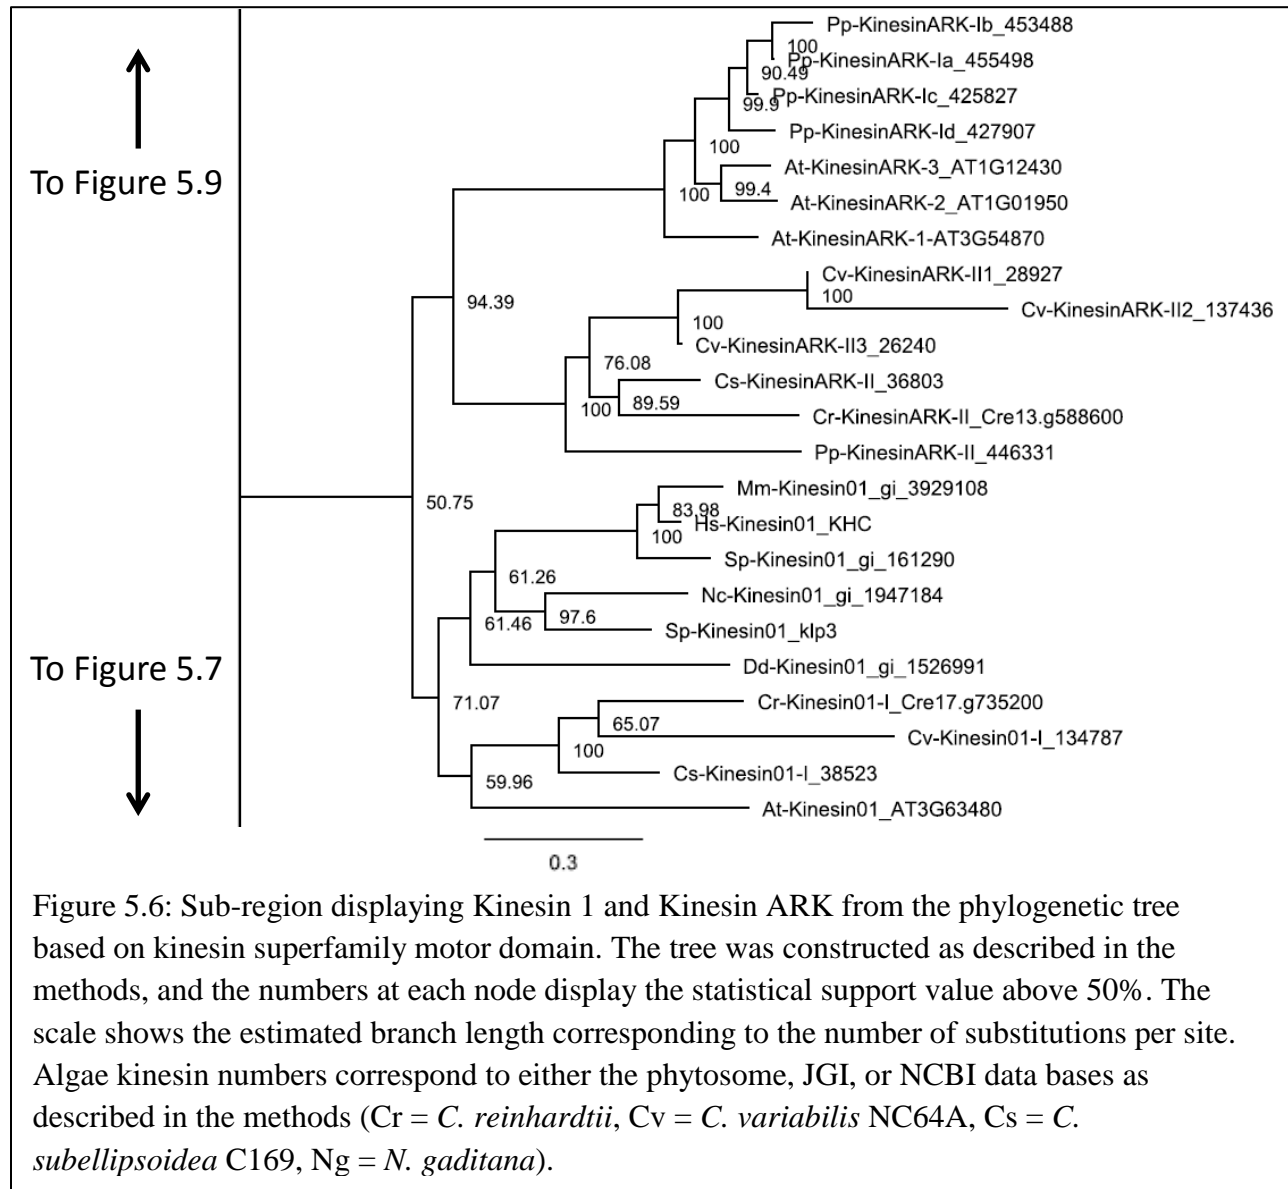 Pp-KinesinARK-Ib_453488
100
Pp-KinesinARK-Ia_455498
90.49
Pp-KinesinARK-Ic_425827
99.9
Pp-KinesinARK-Id_427907
100
To Figure 5.9
At-KinesinARK-3_AT1G12430
100
99.4
At-KinesinARK-2_AT1G01950
At-KinesinARK-1-AT3G54870
Cv-KinesinARK-II1_28927
94.39
100
Cv-KinesinARK-II2_137436
100
Cv-KinesinARK-II3_26240
76.08
Cs-KinesinARK-II_36803
100
89.59
Cr-KinesinARK-II_Cre13.g588600
Pp-KinesinARK-II_446331
Mm-Kinesin01_gi_3929108
50.75
83.98
Hs-Kinesin01_KHC
100
Sp-Kinesin01_gi_161290
61.26
Nc-Kinesin01_gi_1947184
61.46
97.6
Sp-Kinesin01_klp3
To Figure 5.7
Dd-Kinesin01_gi_1526991
71.07
Cr-Kinesin01-I_Cre17.g735200
65.07
Cv-Kinesin01-I_134787
100
Cs-Kinesin01-I_38523
59.96
At-Kinesin01_AT3G63480
0.3
Figure 5.6: Sub-region displaying Kinesin 1 and Kinesin ARK from the phylogenetic tree
based on kinesin superfamily motor domain. The tree was constructed as described in the
methods, and the numbers at each node display the statistical support value above 50%. The
scale shows the estimated branch length corresponding to the number of substitutions per site.
Algae kinesin numbers correspond to either the phytosome, JGI, or NCBI data bases as
described in the methods (Cr = C. reinhardtii, Cv = C. variabilis NC64A, Cs = C.
subellipsoidea C169, Ng = N. gaditana).